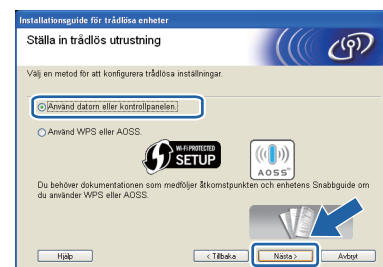 Installationsguide för trådlösa enheter
Ställa in trådlös utrustning
Välj en metod för att konfigurera trådlösa inställningar.
Använd datorn eller kontrollpanelen.
Använd WPS eller AOSS.
WI-FI PROTECTED
SETUP
AOSS™
Du behöver dokumentationen som medföljer åtkomstpunkten och enhetens Snabbguide om
du använder WPS eller AOSS.
Hjälp
< Tillbaka
Nästa >
Avbryt